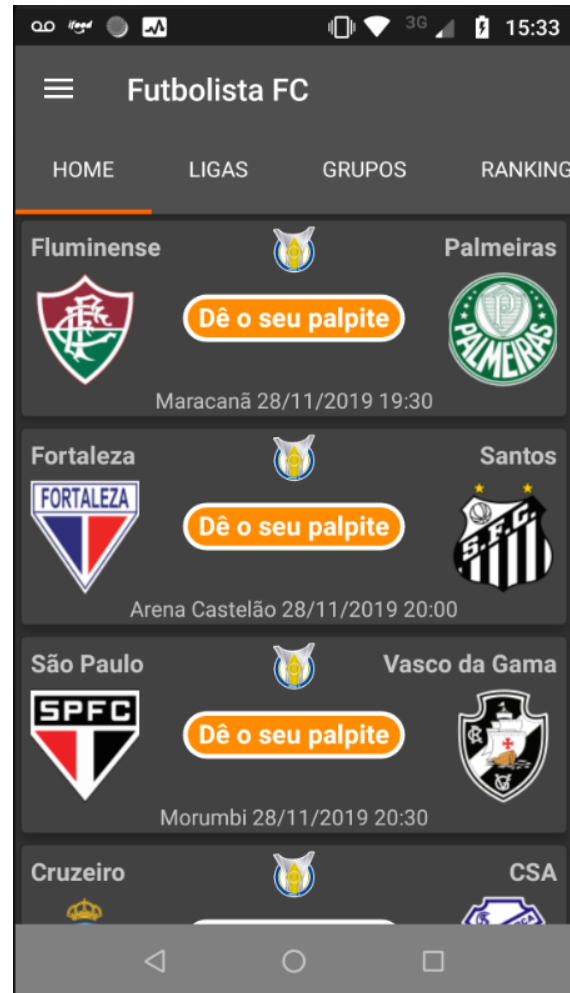 ifood 3G 15:33
Futbolista FC
HOME LIGAS GRUPOS RANKING
Fluminense Palmeiras
PALMEIRAS
Dê o seu palpite
Maracanã 28/11/2019 19:30
Fortaleza Santos
FORTALEZA
S.F.C.
Dê o seu palpite
Arena Castelão 28/11/2019 20:00
São Paulo Vasco da Gama
SPFC
Dê o seu palpite
Morumbi 28/11/2019 20:30
Cruzeiro CSA